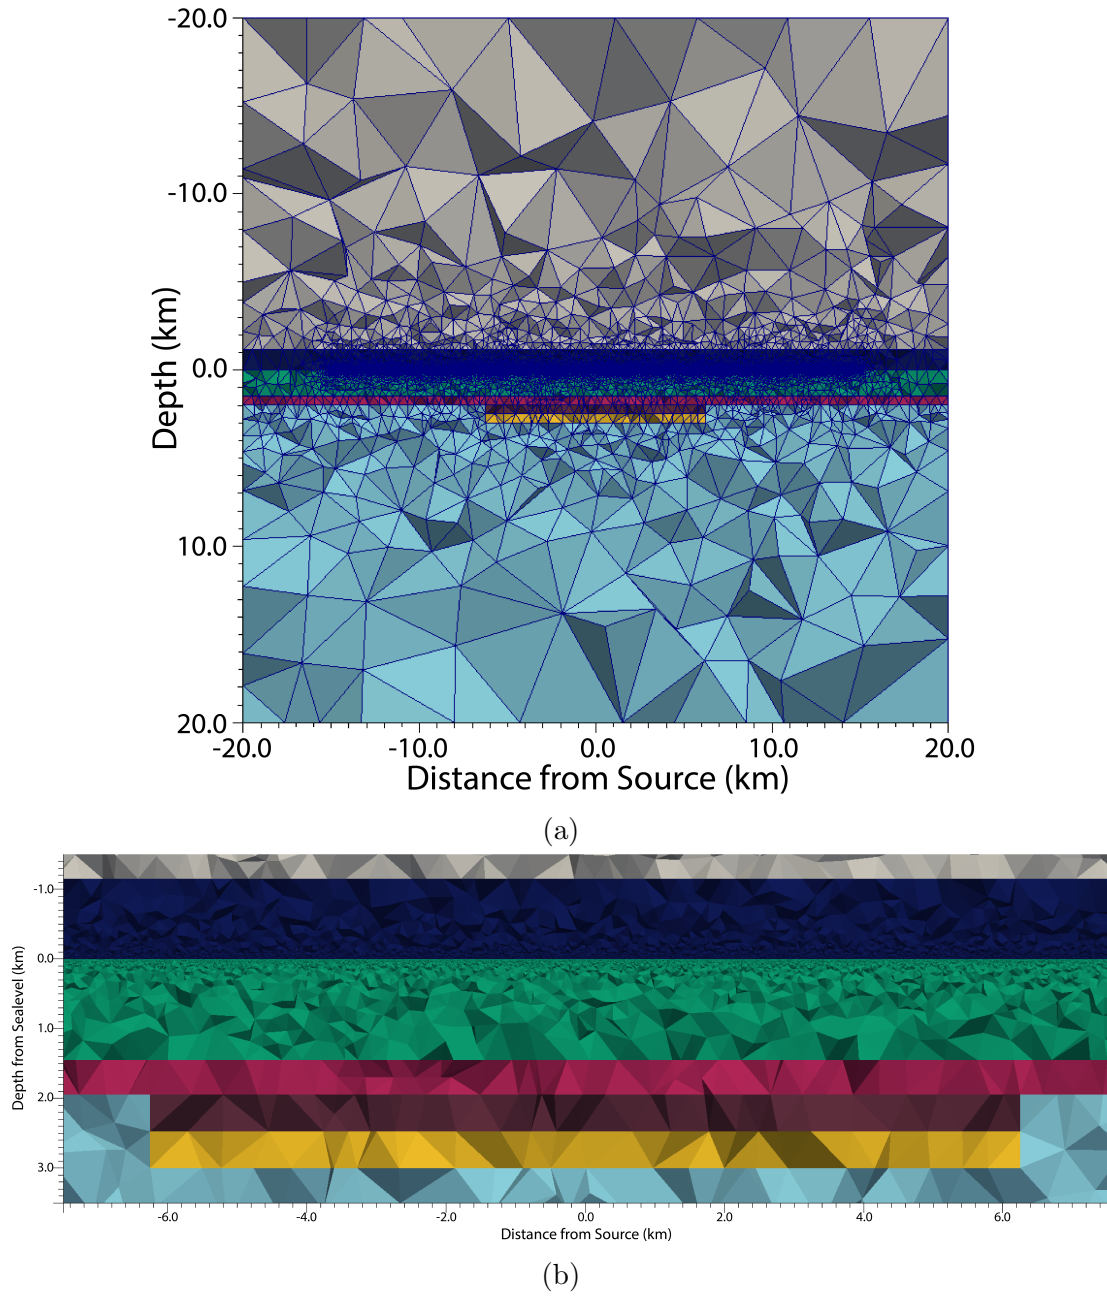 -20.0
-10.0
0.0
10.0
20.0
Depth (km)
-20.0 -10.0 0.0 10.0 20.0
Distance from Source (km)
(a)
-1.0
0.0
1.0
2.0
3.0
Depth from Sealevel (km)
-6.0 -4.0 -2.0 0.0 2.0 4.0 6.0
Distance from Source (km)
(b)